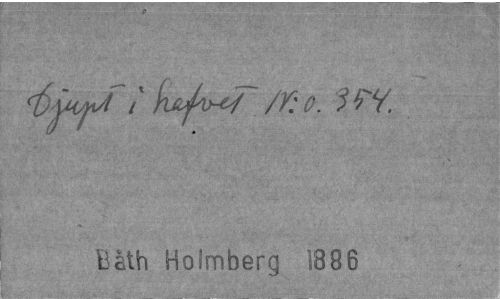 Djupt i hafvet N:o. 354.
Båth Holmberg 1886